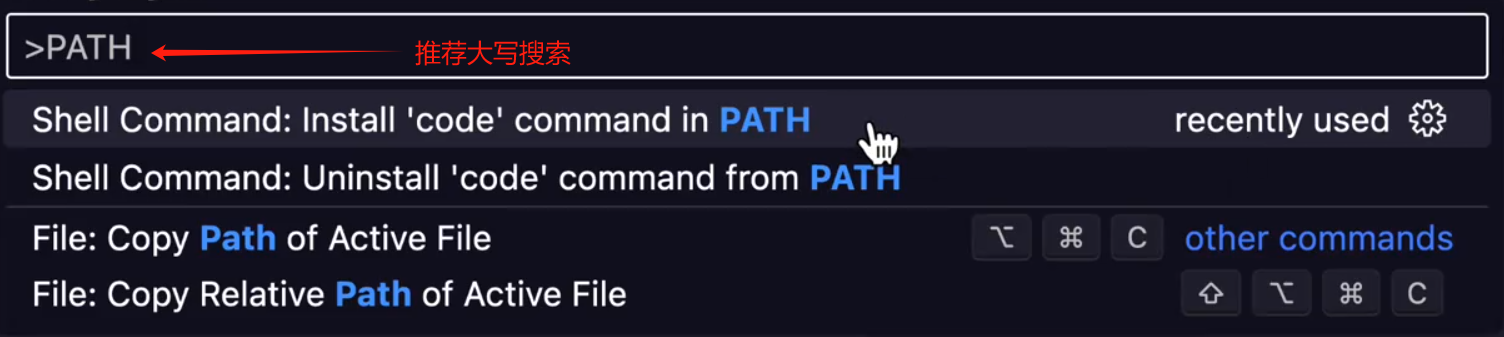 >PATH 推荐大写搜索
Shell Command: Install 'code' command in PATH recently used
Shell Command: Uninstall 'code' command from PATH
File: Copy Path of Active File ⌥ ⌘ C other commands
File: Copy Relative Path of Active File ⇧ ⌥ ⌘ C